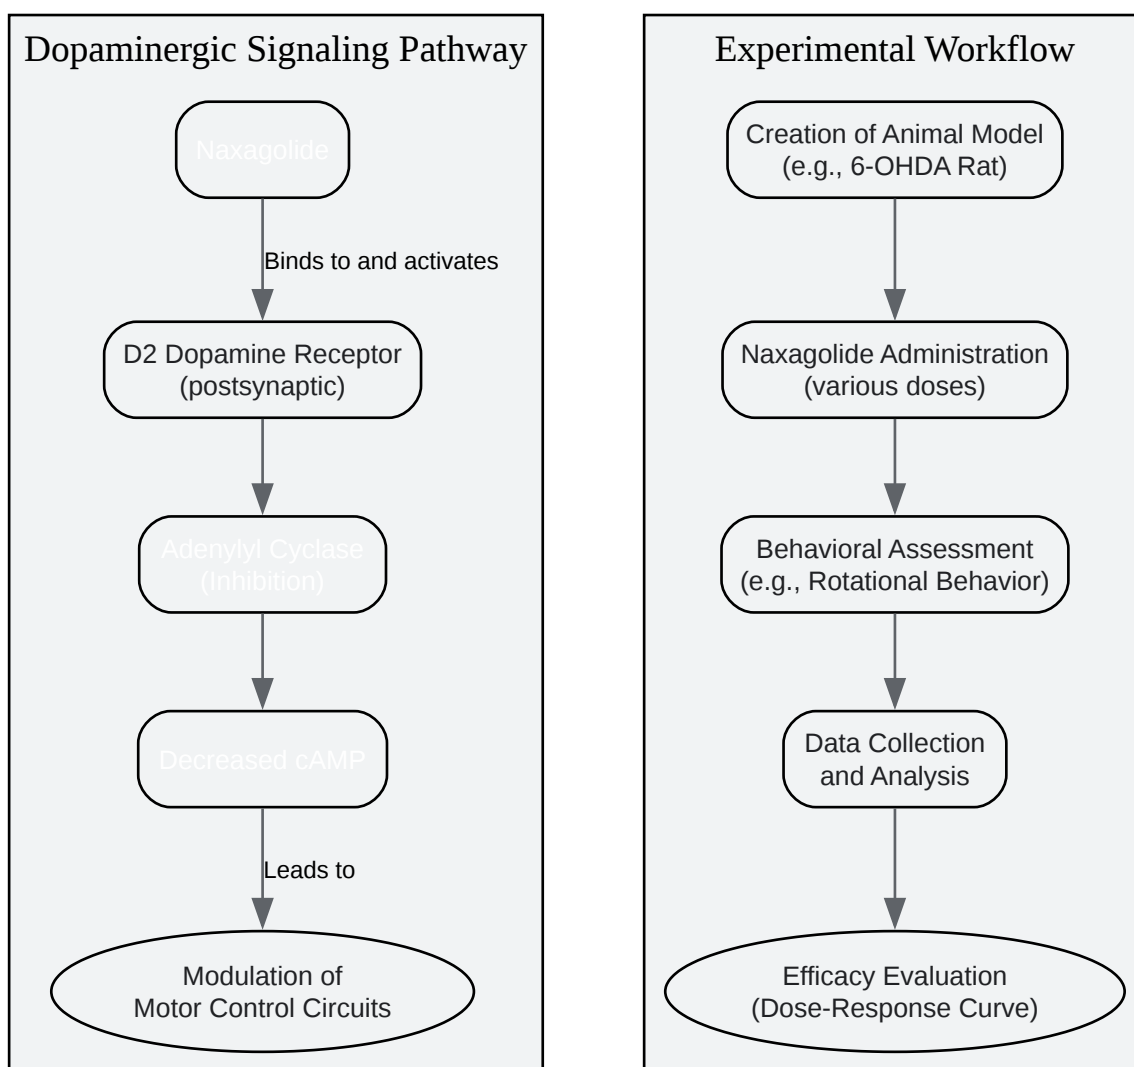 Dopaminergic Signaling Pathway
Naxagolide
Binds to and activates
D2 Dopamine Receptor
(postsynaptic)
Adenylyl Cyclase
(Inhibition)
Decreased cAMP
Leads to
Modulation of
Motor Control Circuits
Experimental Workflow
Creation of Animal Model
(e.g., 6-OHDA Rat)
Naxagolide Administration
(various doses)
Behavioral Assessment
(e.g., Rotational Behavior)
Data Collection
and Analysis
Efficacy Evaluation
(Dose-Response Curve)